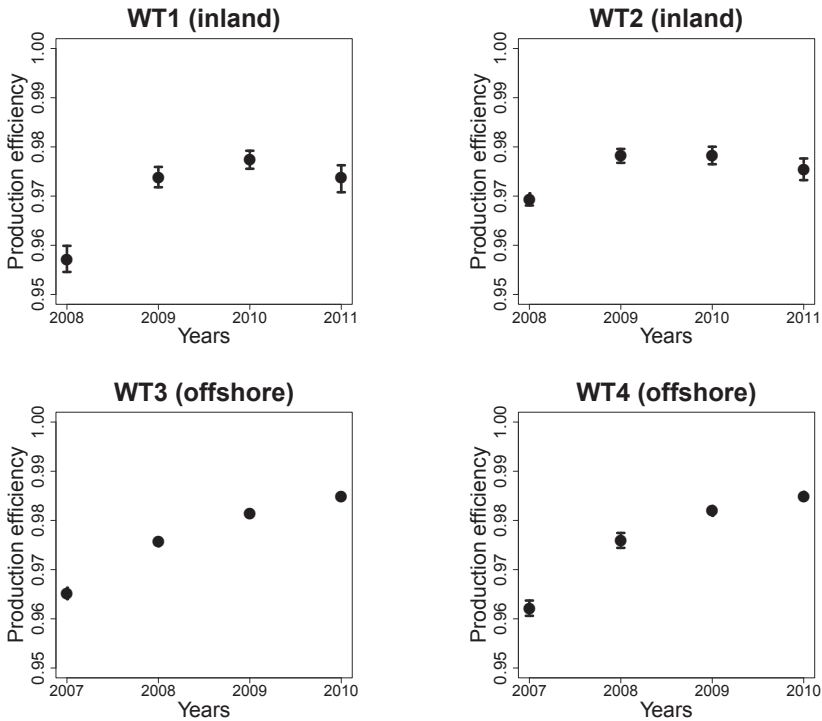 WT1 (inland)
Production efficiency
0.95 0.96 0.97 0.98 0.99 1.00
2008 2009 2010 2011
Years
WT2 (inland)
Production efficiency
0.95 0.96 0.97 0.98 0.99 1.00
2008 2009 2010 2011
Years
WT3 (offshore)
Production efficiency
0.95 0.96 0.97 0.98 0.99 1.00
2007 2008 2009 2010
Years
WT4 (offshore)
Production efficiency
0.95 0.96 0.97 0.98 0.99 1.00
2007 2008 2009 2010
Years